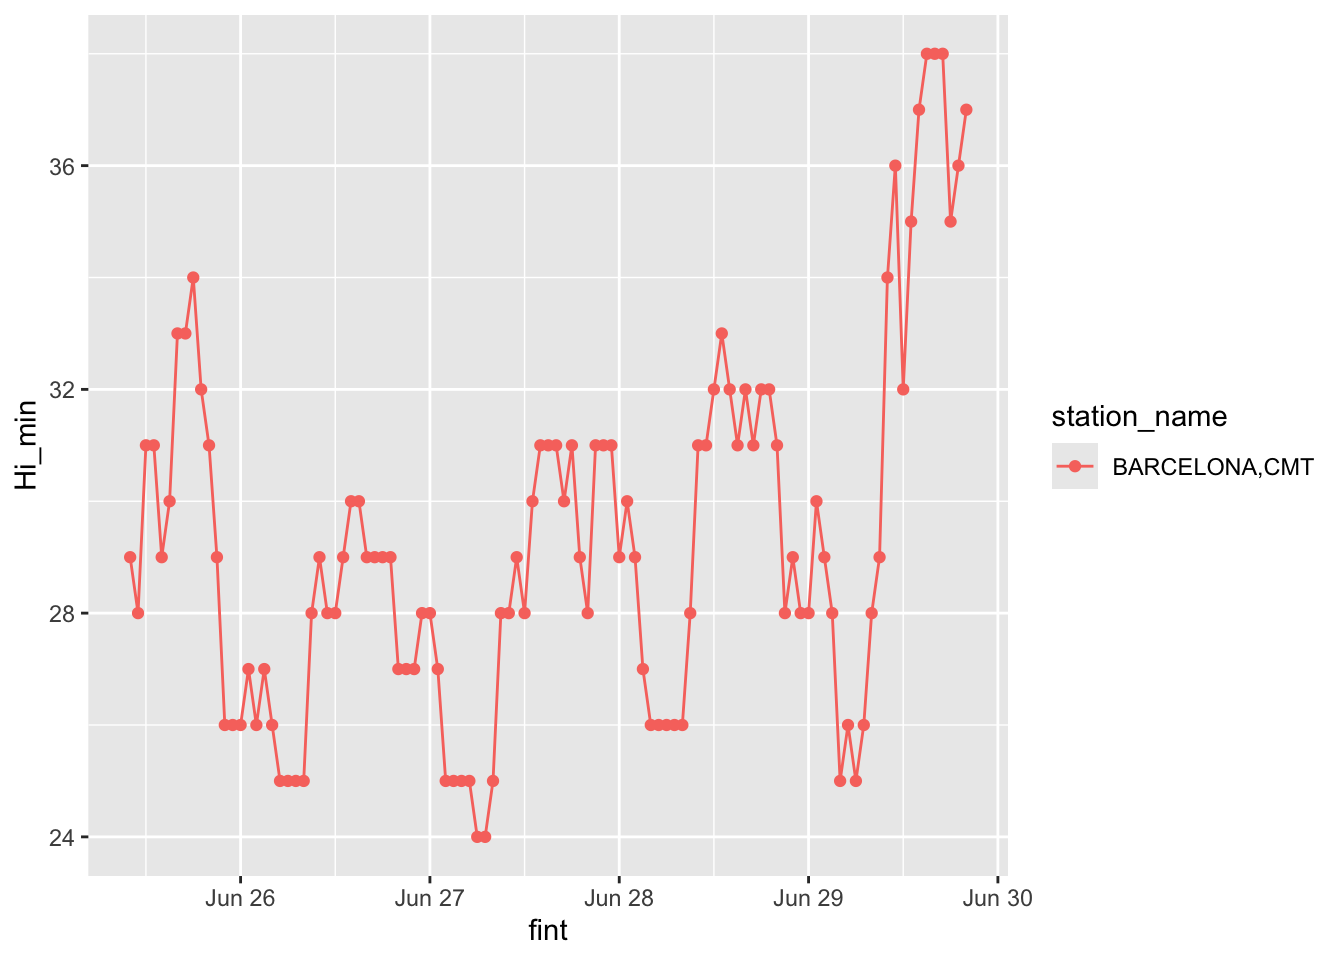 Hi_min
36
32
28
24
Jun 26
Jun 27
Jun 28
Jun 29
Jun 30
fint
station_name
BARCELONA,CMT